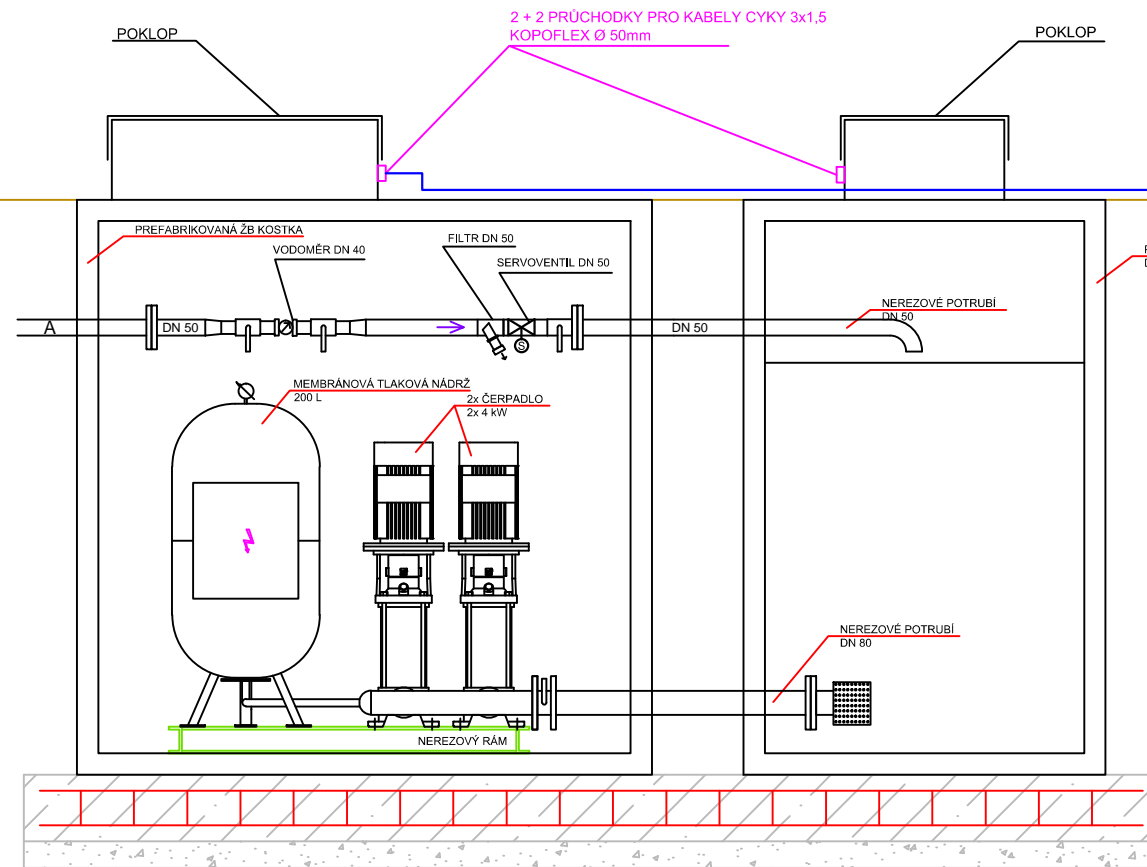 2 + 2 PRŮCHODKY PRO KABELY CYKY 3x1,5
KOPOFLEX Ø 50mm
POKLOP
POKLOP
PREFABRIKOVANÁ ŽB KOSTKA
VODOMĚR DN 40
FILTR DN 50
SERVOVENTIL DN 50
NEREZOVÉ POTRUBÍ
DN 50
A
DN 50
DN 50
S
MEMBRÁNOVÁ TLAKOVÁ NÁDRŽ
200 L
2x ČERPADLO
2x 4 kW
NEREZOVÉ POTRUBÍ
DN 80
NEREZOVÝ RÁM